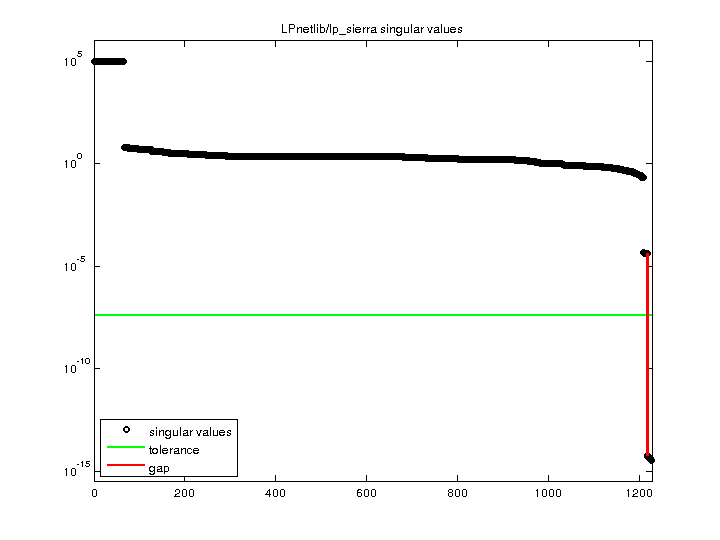 LPnetlib/lp_sierra singular values
10^5
10^0
10^-5
10^-10
10^-15
singular values
tolerance
gap
0 200 400 600 800 1000 1200